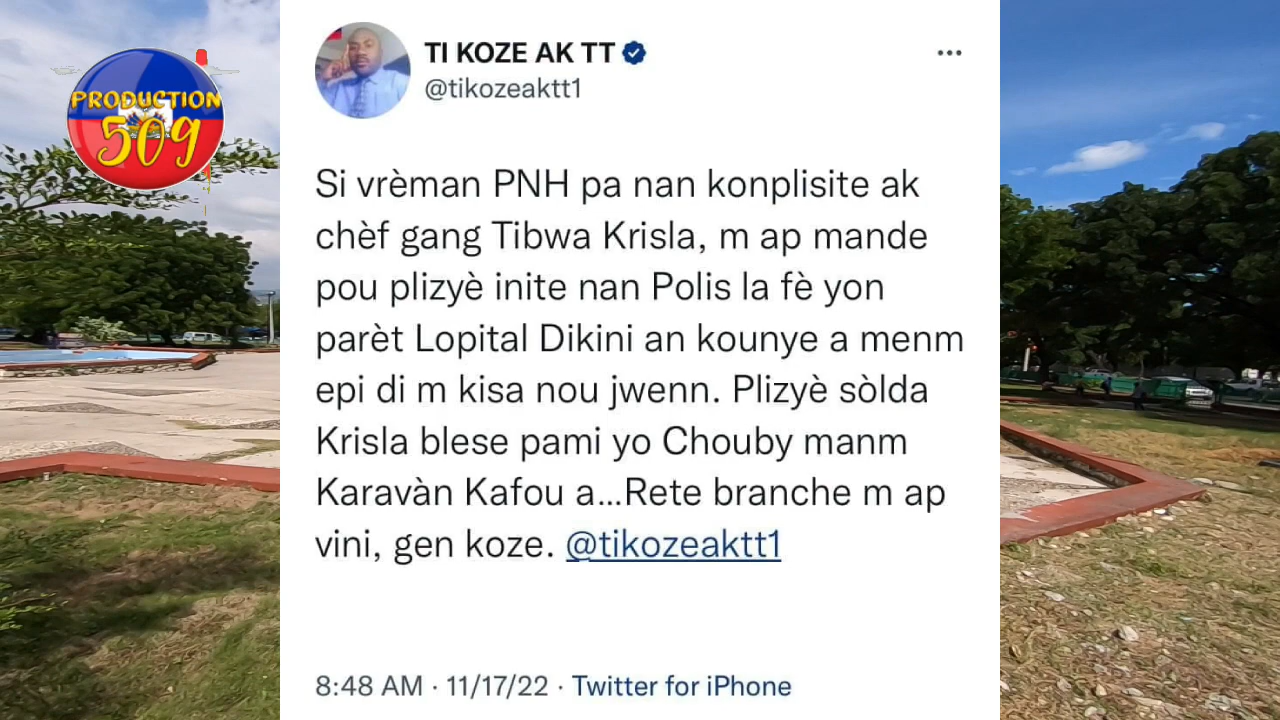 PRODUCTION
509
TI KOZE AK TT
@tikozeaktt1
Si vrèman PNH pa nan konplisite ak
chèf gang Tibwa Krisla, m ap mande
pou plizyè inite nan Polis la fè yon
parèt Lopital Dikini an kounye a menm
epi di m kisa nou jwenn. Plizyè sòlda
Krisla blese pami yo Chouby manm
Karavàn Kafou a...Rete branche m ap
vini, gen koze. @tikozeaktt1
8:48 AM · 11/17/22 · Twitter for iPhone